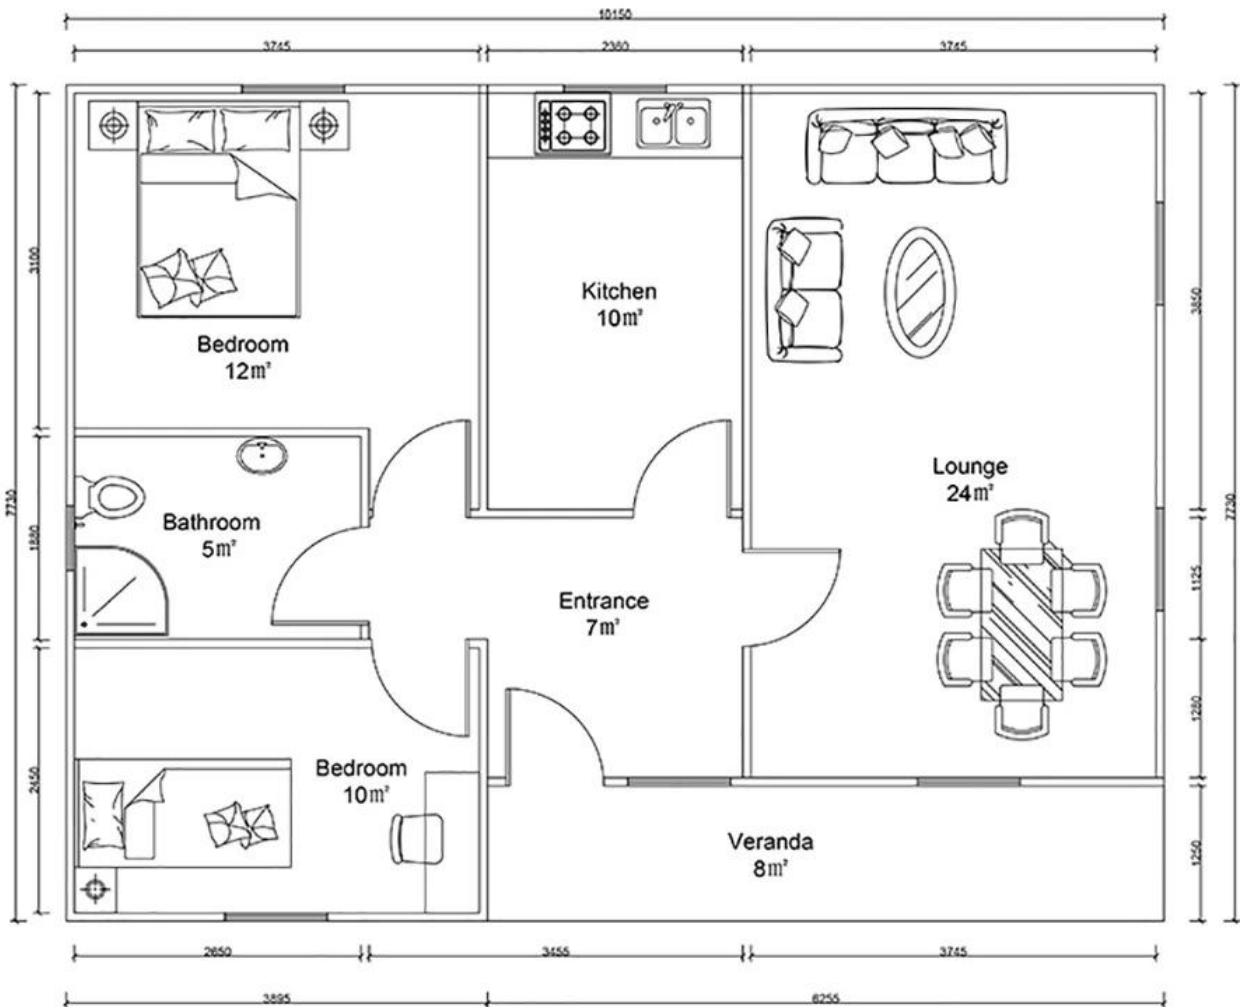 10150
3745
2360
3745
3100
Kitchen
10m²
3850
Bedroom
12m²
Lounge
24m²
7730
1880
Bathroom
5m²
7730
1125
Entrance
7m²
1280
2450
Bedroom
10m²
Veranda
8m²
1250
2650
3455
3745
3895
6255